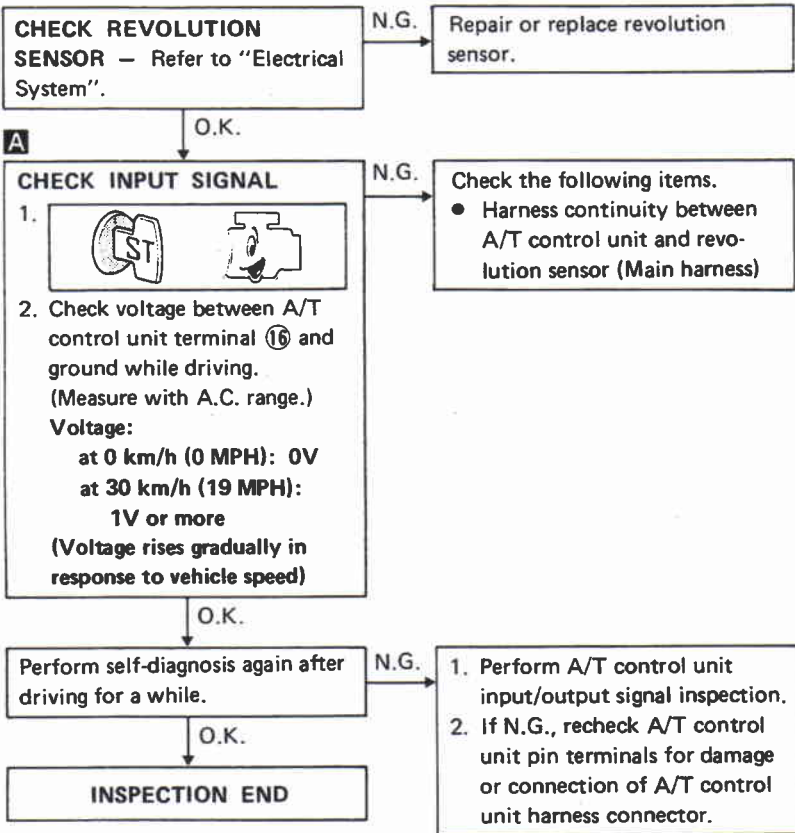 CHECK REVOLUTION
SENSOR — Refer to "Electrical
System".
N.G.
Repair or replace revolution
sensor.
O.K.
A
CHECK INPUT SIGNAL
1.
ST
2. Check voltage between A/T
control unit terminal ⑯ and
ground while driving.
(Measure with A.C. range.)
Voltage:
at 0 km/h (0 MPH): 0V
at 30 km/h (19 MPH):
1V or more
(Voltage rises gradually in
response to vehicle speed)
N.G.
Check the following items.
● Harness continuity between
A/T control unit and revo-
lution sensor (Main harness)
O.K.
Perform self-diagnosis again after
driving for a while.
N.G.
1. Perform A/T control unit
input/output signal inspection.
2. If N.G., recheck A/T control
unit pin terminals for damage
or connection of A/T control
unit harness connector.
O.K.
INSPECTION END